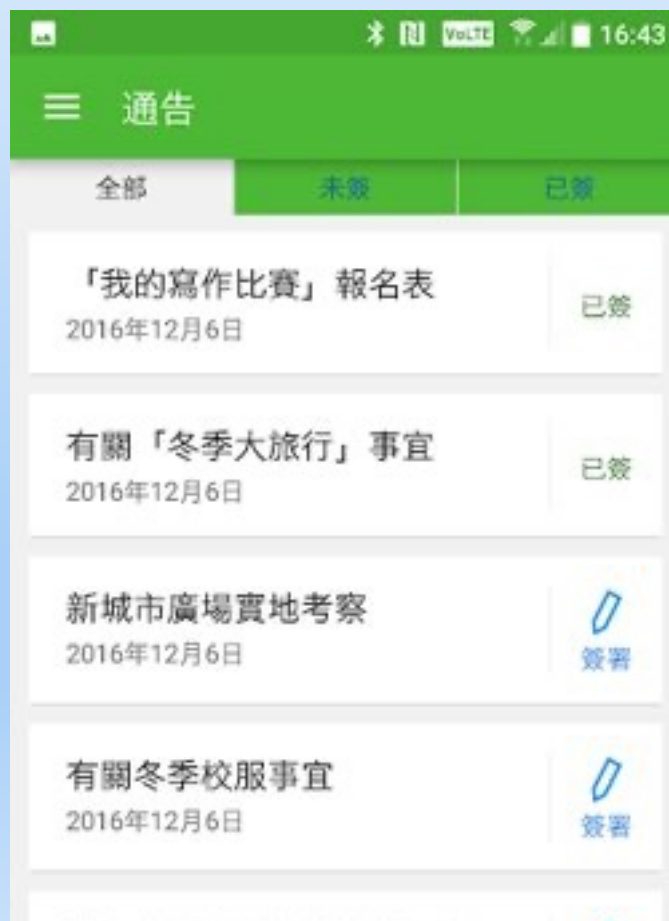 VoLTE 16:43
通告
全部 未簽 已簽
「我的寫作比賽」報名表
2016年12月6日
已簽
有關「冬季大旅行」事宜
2016年12月6日
已簽
新城市廣場實地考察
2016年12月6日
簽署
有關冬季校服事宜
2016年12月6日
簽署